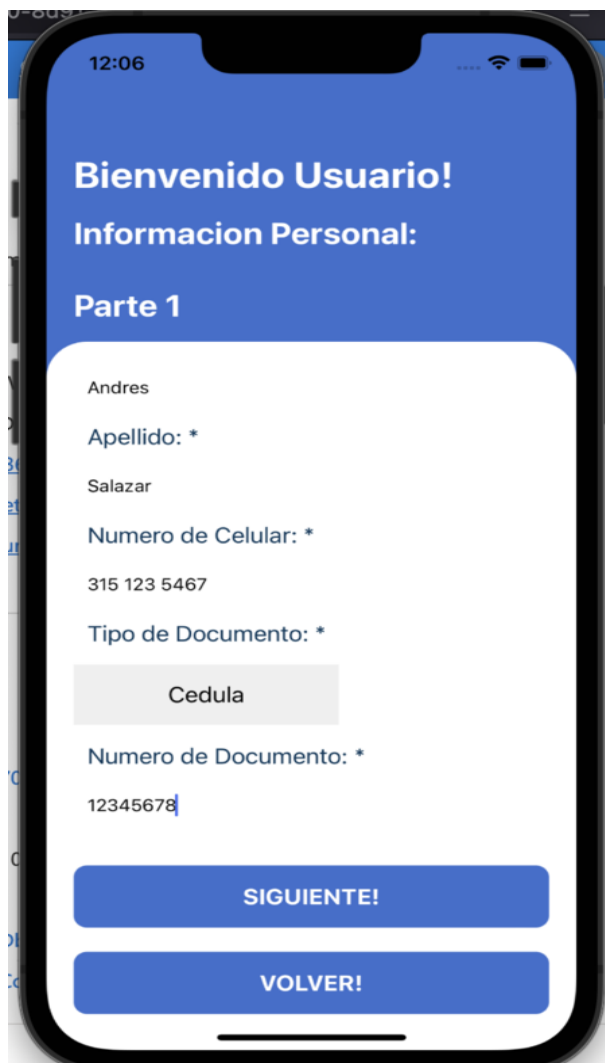 12:06
Bienvenido Usuario!
Informacion Personal:
Parte 1
Andres
Apellido: *
Salazar
Numero de Celular: *
315 123 5467
Tipo de Documento: *
Cedula
Numero de Documento: *
12345678
SIGUIENTE!
VOLVER!